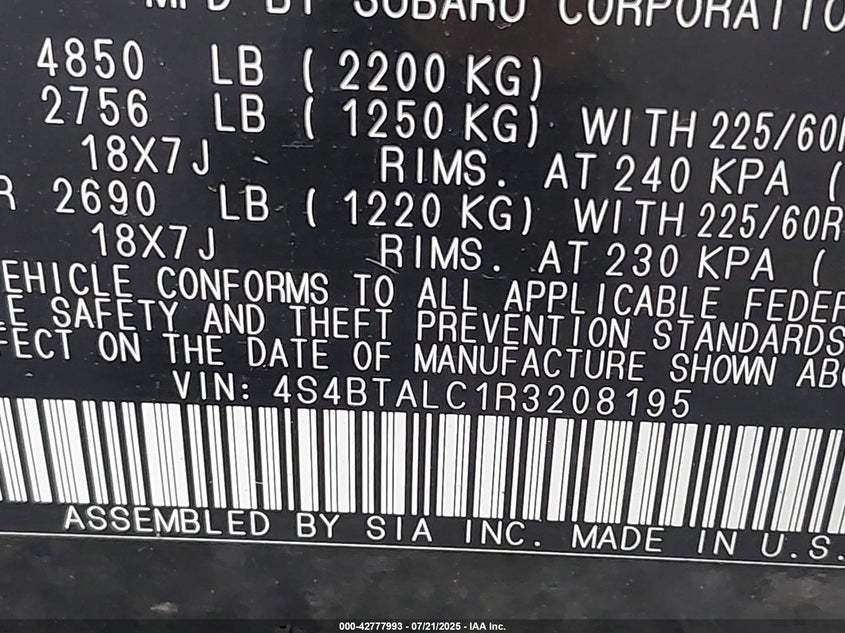 MFD BY SUBARU CORPORATIO
4850 LB ( 2200 KG)
2756 LB ( 1250 KG) WITH 225/60R
18X7J RIMS. AT 240 KPA (
R 2690 LB ( 1220 KG) WITH 225/60R
18X7J RIMS. AT 230 KPA (
EHICLE CONFORMS TO ALL APPLICABLE FEDER
LE SAFETY AND THEFT PREVENTION STANDARDS
FFECT ON THE DATE OF MANUFACTURE SHOWN ABO
VIN: 4S4BTALC1R3208195
ASSEMBLED BY SIA INC. MADE IN U.S.
000-42777993 - 07/21/2025 - IAA Inc.